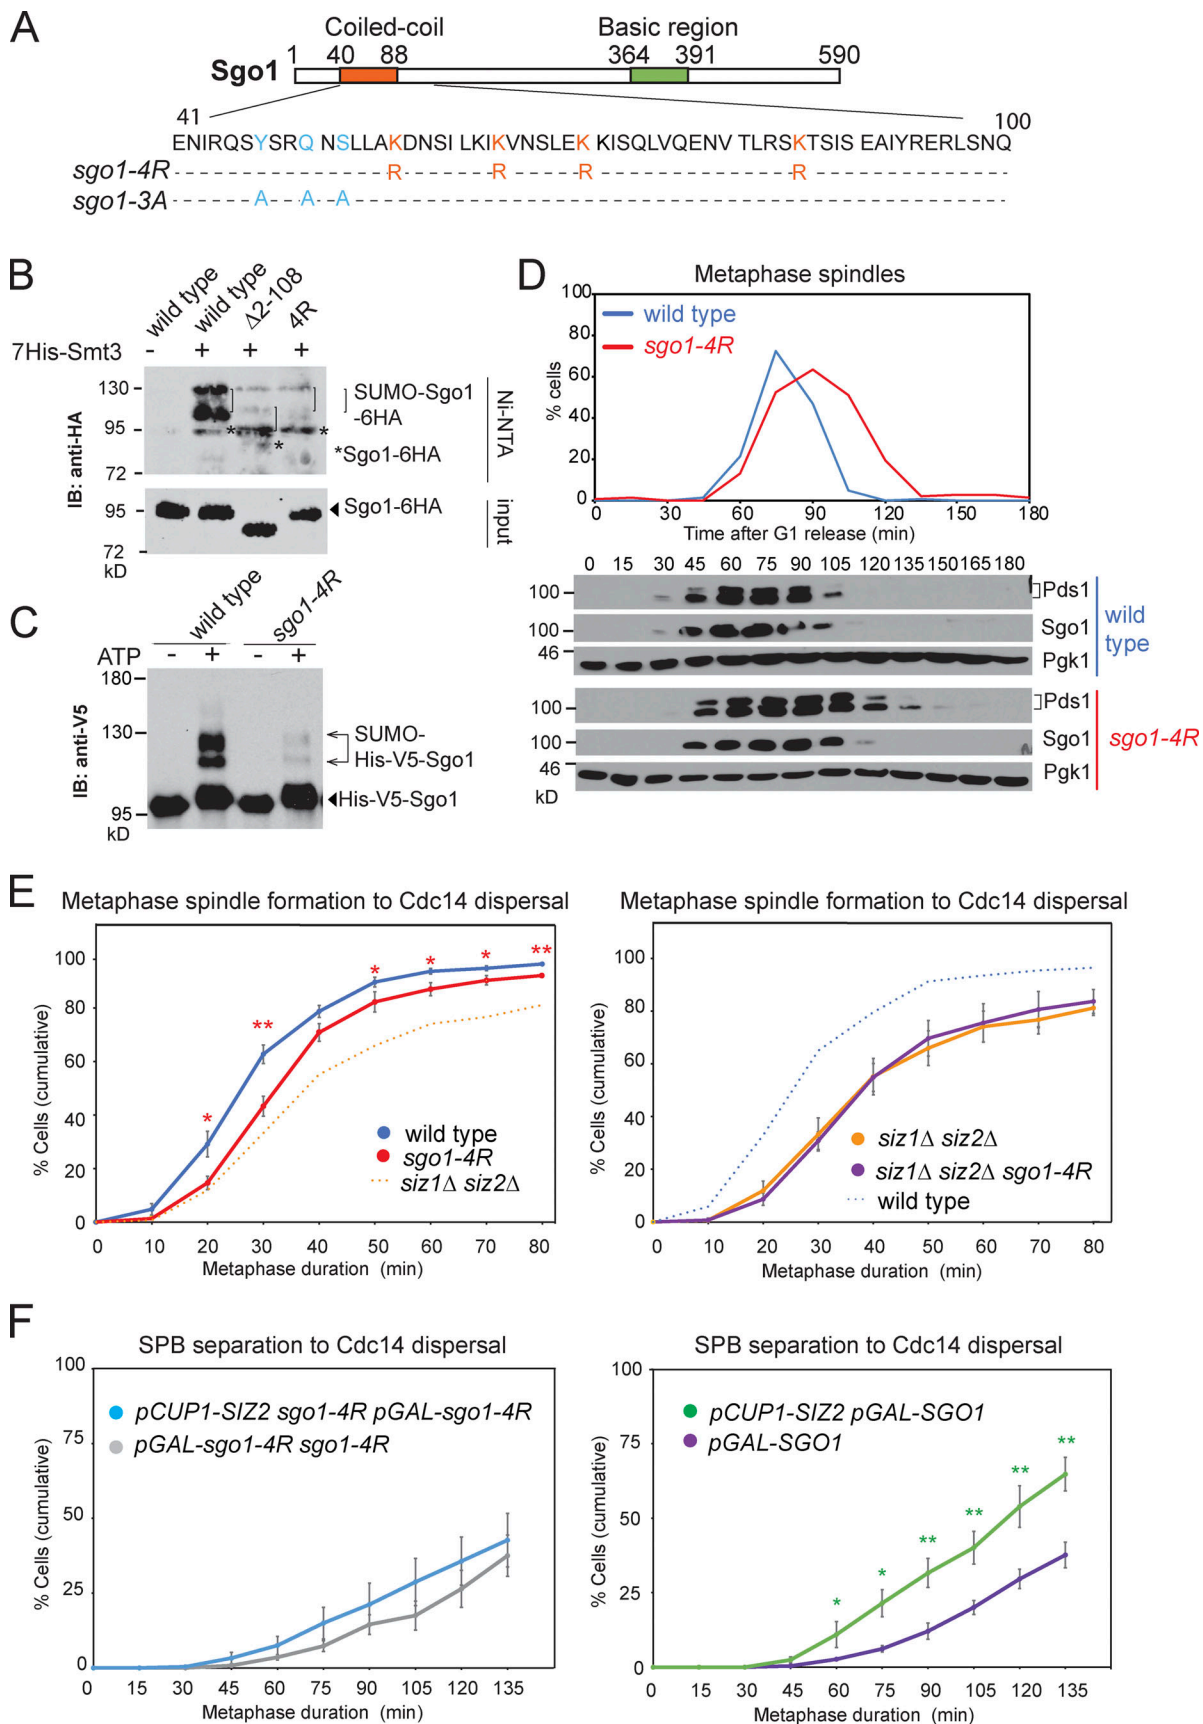 A
Coiled-coil Basic region
1 40 88 364 391 590
Sgo1
41 100
ENIRQSYSRQ NSLLAKDNSI LKIKVNSLEK KISQLVQENV TLRSKTSIS EAIYRERLSNQ
sgo1-4R R R R R
sgo1-3A A A A
B
wild type wild type Δ2-108 4R
7His-Smt3 - + + +
130
95
72
IB: anti-HA
SUMO-Sgo1
-6HA
* * *
*Sgo1-6HA
Ni-NTA
95
72
kD
Sgo1-6HA
input
C
wild type sgo1-4R
ATP - + - +
180
130
95
kD
IB: anti-V5
SUMO-
His-V5-Sgo1
His-V5-Sgo1
D
Metaphase spindles
wild type
sgo1-4R
% cells
100
80
60
40
20
0
0 30 60 90 120 150 180
Time after G1 release (min)
0 15 30 45 60 75 90 105 120 135 150 165 180
100 Pds1
100 Sgo1
46 Pgk1
wild
type
100 Pds1
100 Sgo1
46 Pgk1
kD
sgo1-4R
E
Metaphase spindle formation to Cdc14 dispersal
% Cells (cumulative)
100
80
60
40
20
0
* ** * * * **
wild type
sgo1-4R
siz1Δ siz2Δ
0 10 20 30 40 50 60 70 80
Metaphase duration (min)
Metaphase spindle formation to Cdc14 dispersal
% Cells (cumulative)
100
80
60
40
20
0
siz1Δ siz2Δ
siz1Δ siz2Δ sgo1-4R
wild type
0 10 20 30 40 50 60 70 80
Metaphase duration (min)
F
SPB separation to Cdc14 dispersal
% Cells (cumulative)
100
75
50
25
0
pCUP1-SIZ2 sgo1-4R pGAL-sgo1-4R
pGAL-sgo1-4R sgo1-4R
0 15 30 45 60 75 90 105 120 135
Metaphase duration (min)
SPB separation to Cdc14 dispersal
% Cells (cumulative)
100
75
50
25
0
pCUP1-SIZ2 pGAL-SGO1
pGAL-SGO1
* * ** ** ** **
0 15 30 45 60 75 90 105 120 135
Metaphase duration (min)